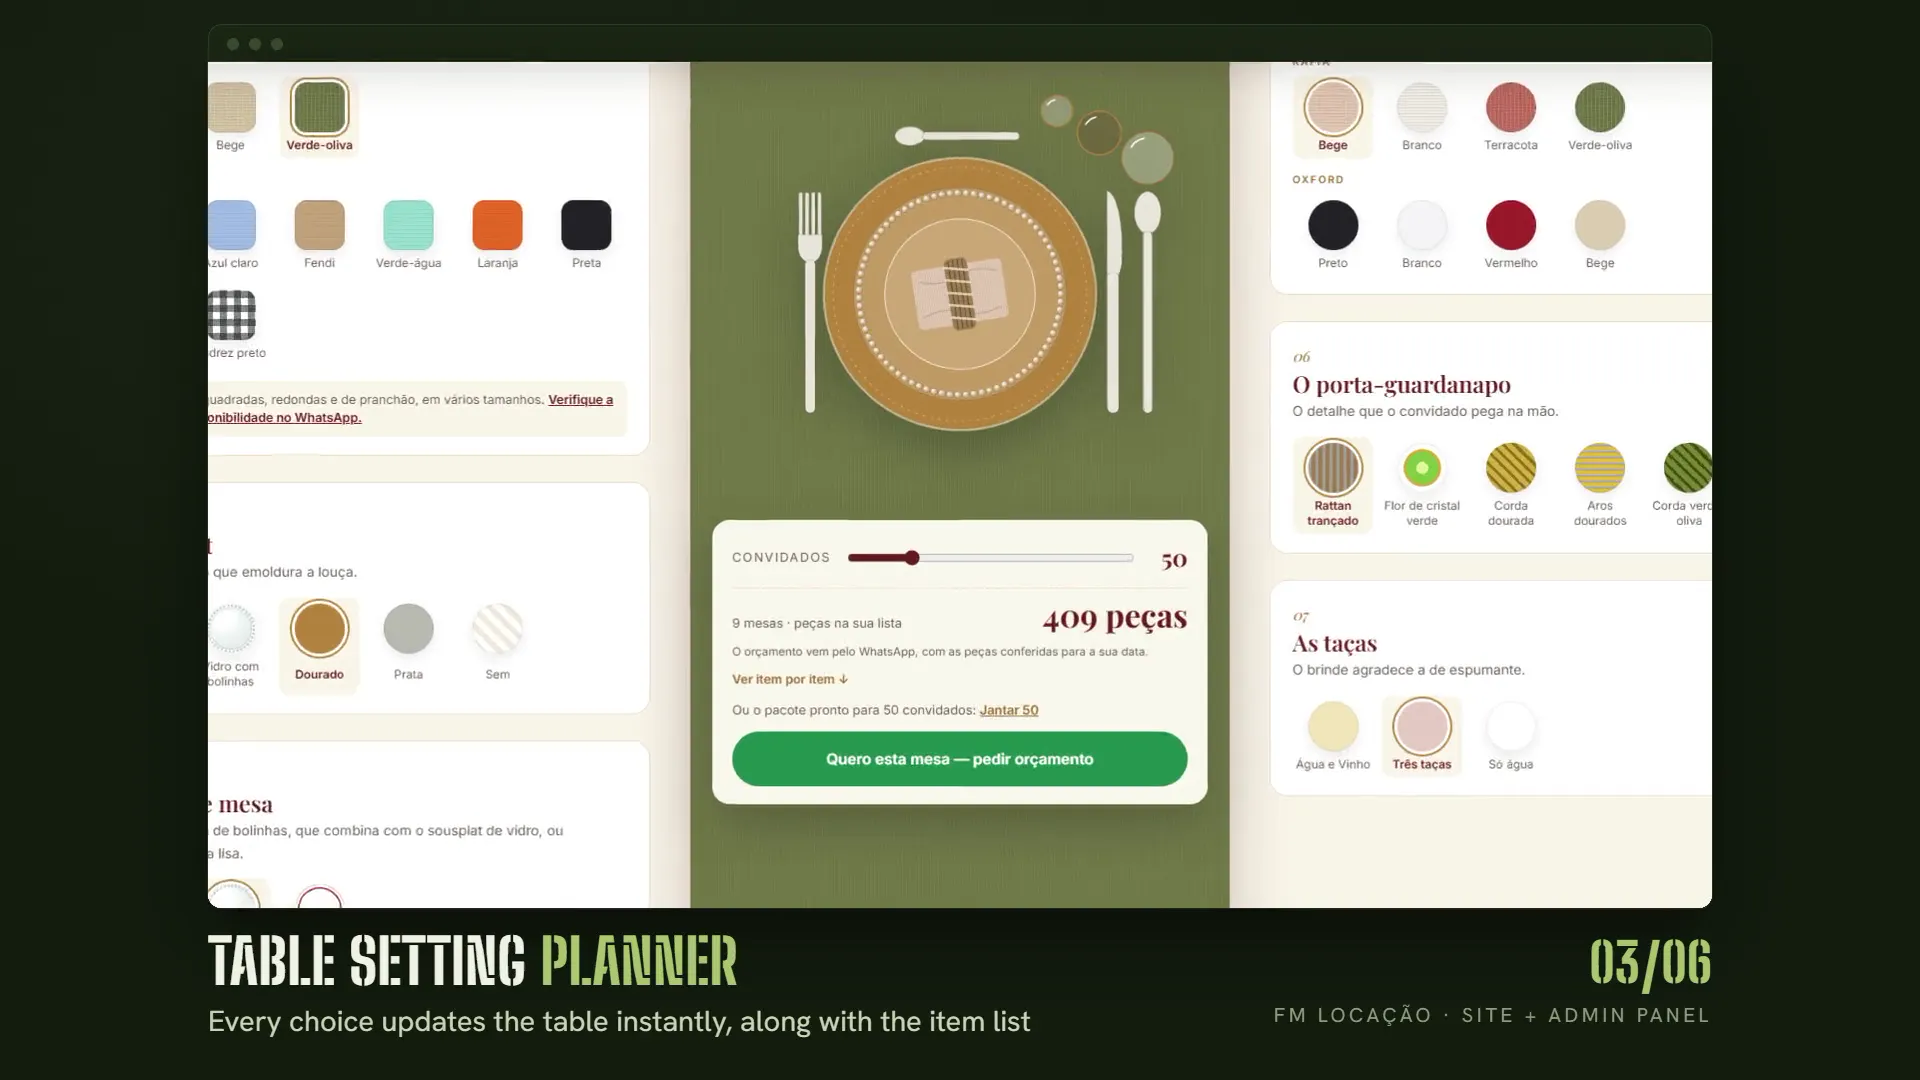 Bege
Verde-oliva
Azul claro
Fendi
Verde-água
Laranja
Preta
drez preto
quadradas, redondas e de pranchão, em vários tamanhos. Verifique a
onibilidade no WhatsApp.
t
que emoldura a louça.
Vidro com
bolinhas
Dourado
Prata
Sem
e mesa
de bolinhas, que combina com o sousplat de vidro, ou
a lisa.
CONVIDADOS
50
9 mesas · peças na sua lista
409 peças
O orçamento vem pelo WhatsApp, com as peças conferidas para a sua data.
Ver item por item ↓
Ou o pacote pronto para 50 convidados: Jantar 50
Quero esta mesa — pedir orçamento
Bege
Branco
Terracota
Verde-oliva
OXFORD
Preto
Branco
Vermelho
Bege
06
O porta-guardanapo
O detalhe que o convidado pega na mão.
Rattan
trançado
Flor de cristal
verde
Corda
dourada
Aros
dourados
Corda verd
oliva
07
As taças
O brinde agradece a de espumante.
Água e Vinho
Três taças
Só água
TABLE SETTING PLANNER
Every choice updates the table instantly, along with the item list
03/06
FM LOCAÇÃO · SITE + ADMIN PANEL